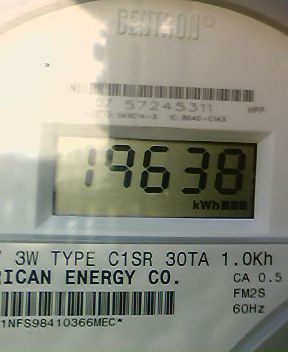 CENTRON®
07 57245311 HPP
19638
kWh
3W TYPE C1SR 30TA 1.0Kh
RICAN ENERGY CO. CA 0.5
FM2S
1NFS98410366MEC* 60Hz